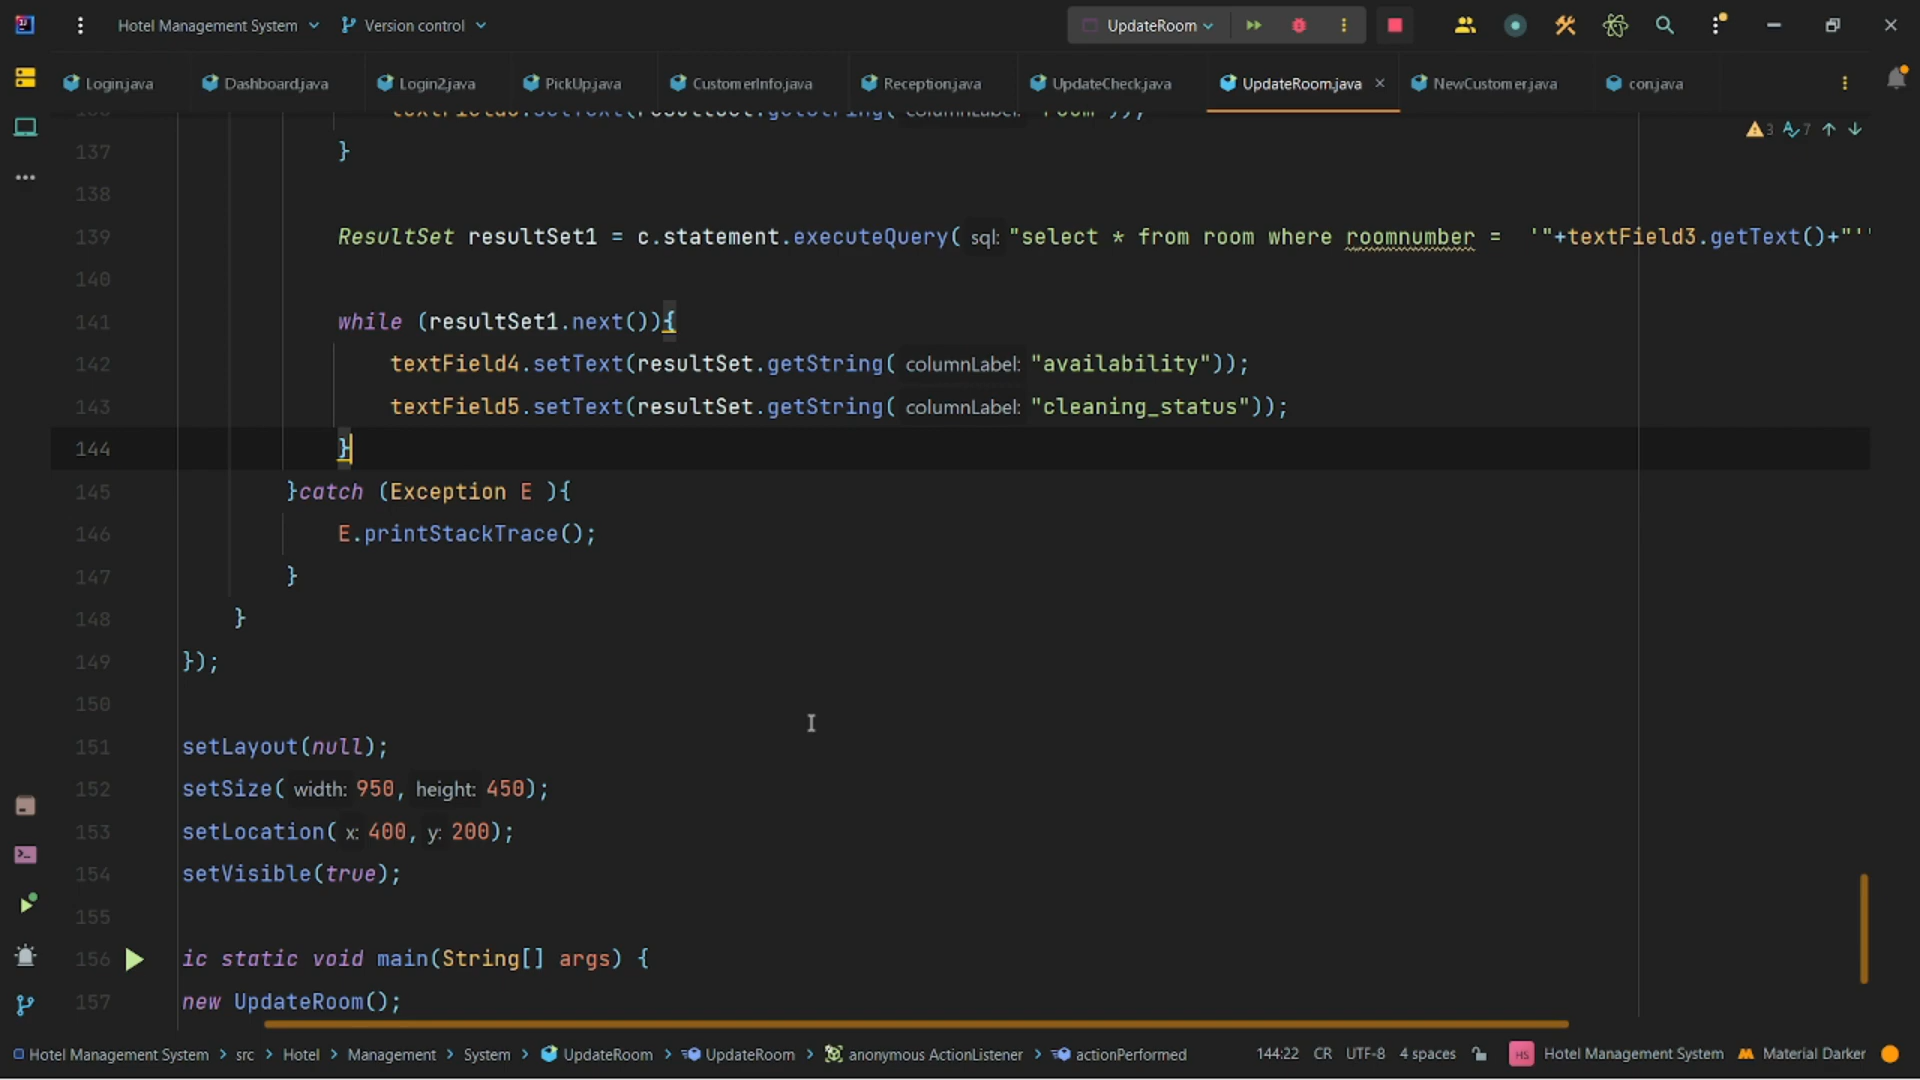 Hotel Management System
Version control
UpdateRoom
Login.java
Dashboard.java
Login2.java
PickUp.java
CustomerInfo.java
Reception.java
UpdateCheck.java
UpdateRoom.java
NewCustomer.java
con.java
3 7
137 }
138
139 ResultSet resultSet1 = c.statement.executeQuery( sql: "select * from room where roomnumber = '"+textField3.getText()+"'"
140
141 while (resultSet1.next()){
142 textField4.setText(resultSet.getString( columnLabel: "availability"));
143 textField5.setText(resultSet.getString( columnLabel: "cleaning_status"));
144 }
145 }catch (Exception E ){
146 E.printStackTrace();
147 }
148 }
149 });
150
151 setLayout(null);
152 setSize( width: 950, height: 450);
153 setLocation( x: 400, y: 200);
154 setVisible(true);
155
156 ic static void main(String[] args) {
157 new UpdateRoom();
Hotel Management System > src > Hotel > Management > System > UpdateRoom > UpdateRoom > anonymous ActionListener > actionPerformed
144:22 CR UTF-8 4 spaces HS Hotel Management System Material Darker